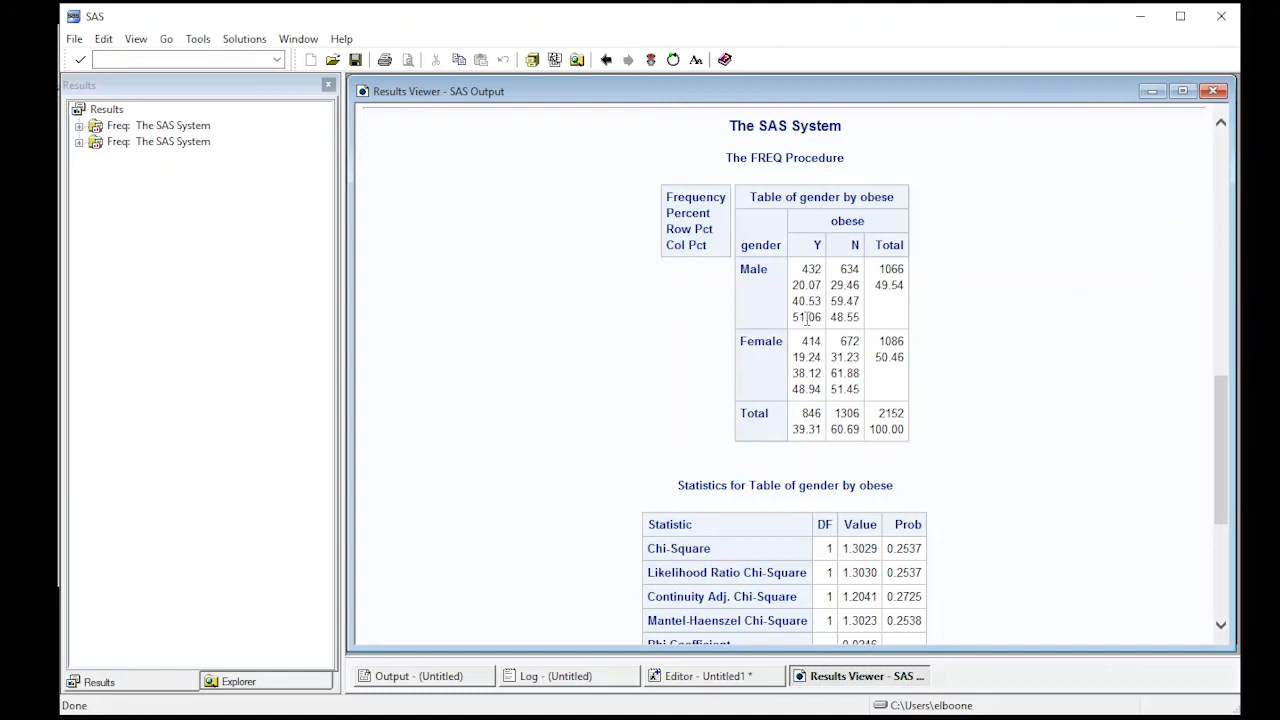 SAS
File Edit View Go Tools Solutions Window Help
Results
Results Viewer - SAS Output
Results
Freq: The SAS System
Freq: The SAS System
The SAS System
The FREQ Procedure
Frequency
Percent
Row Pct
Col Pct
Table of gender by obese
obese
gender Y N Total
Male 432 634 1066
20.07 29.46 49.54
40.53 59.47
51.06 48.55
Female 414 672 1086
19.24 31.23 50.46
38.12 61.88
48.94 51.45
Total 846 1306 2152
39.31 60.69 100.00
Statistics for Table of gender by obese
Statistic DF Value Prob
Chi-Square 1 1.3029 0.2537
Likelihood Ratio Chi-Square 1 1.3030 0.2537
Continuity Adj. Chi-Square 1 1.2041 0.2725
Mantel-Haenszel Chi-Square 1 1.3023 0.2538
Phi Coefficient 0.0246
Results Explorer
Output - (Untitled) Log - (Untitled) Editor - Untitled1 * Results Viewer - SAS ...
Done C:\Users\elboone